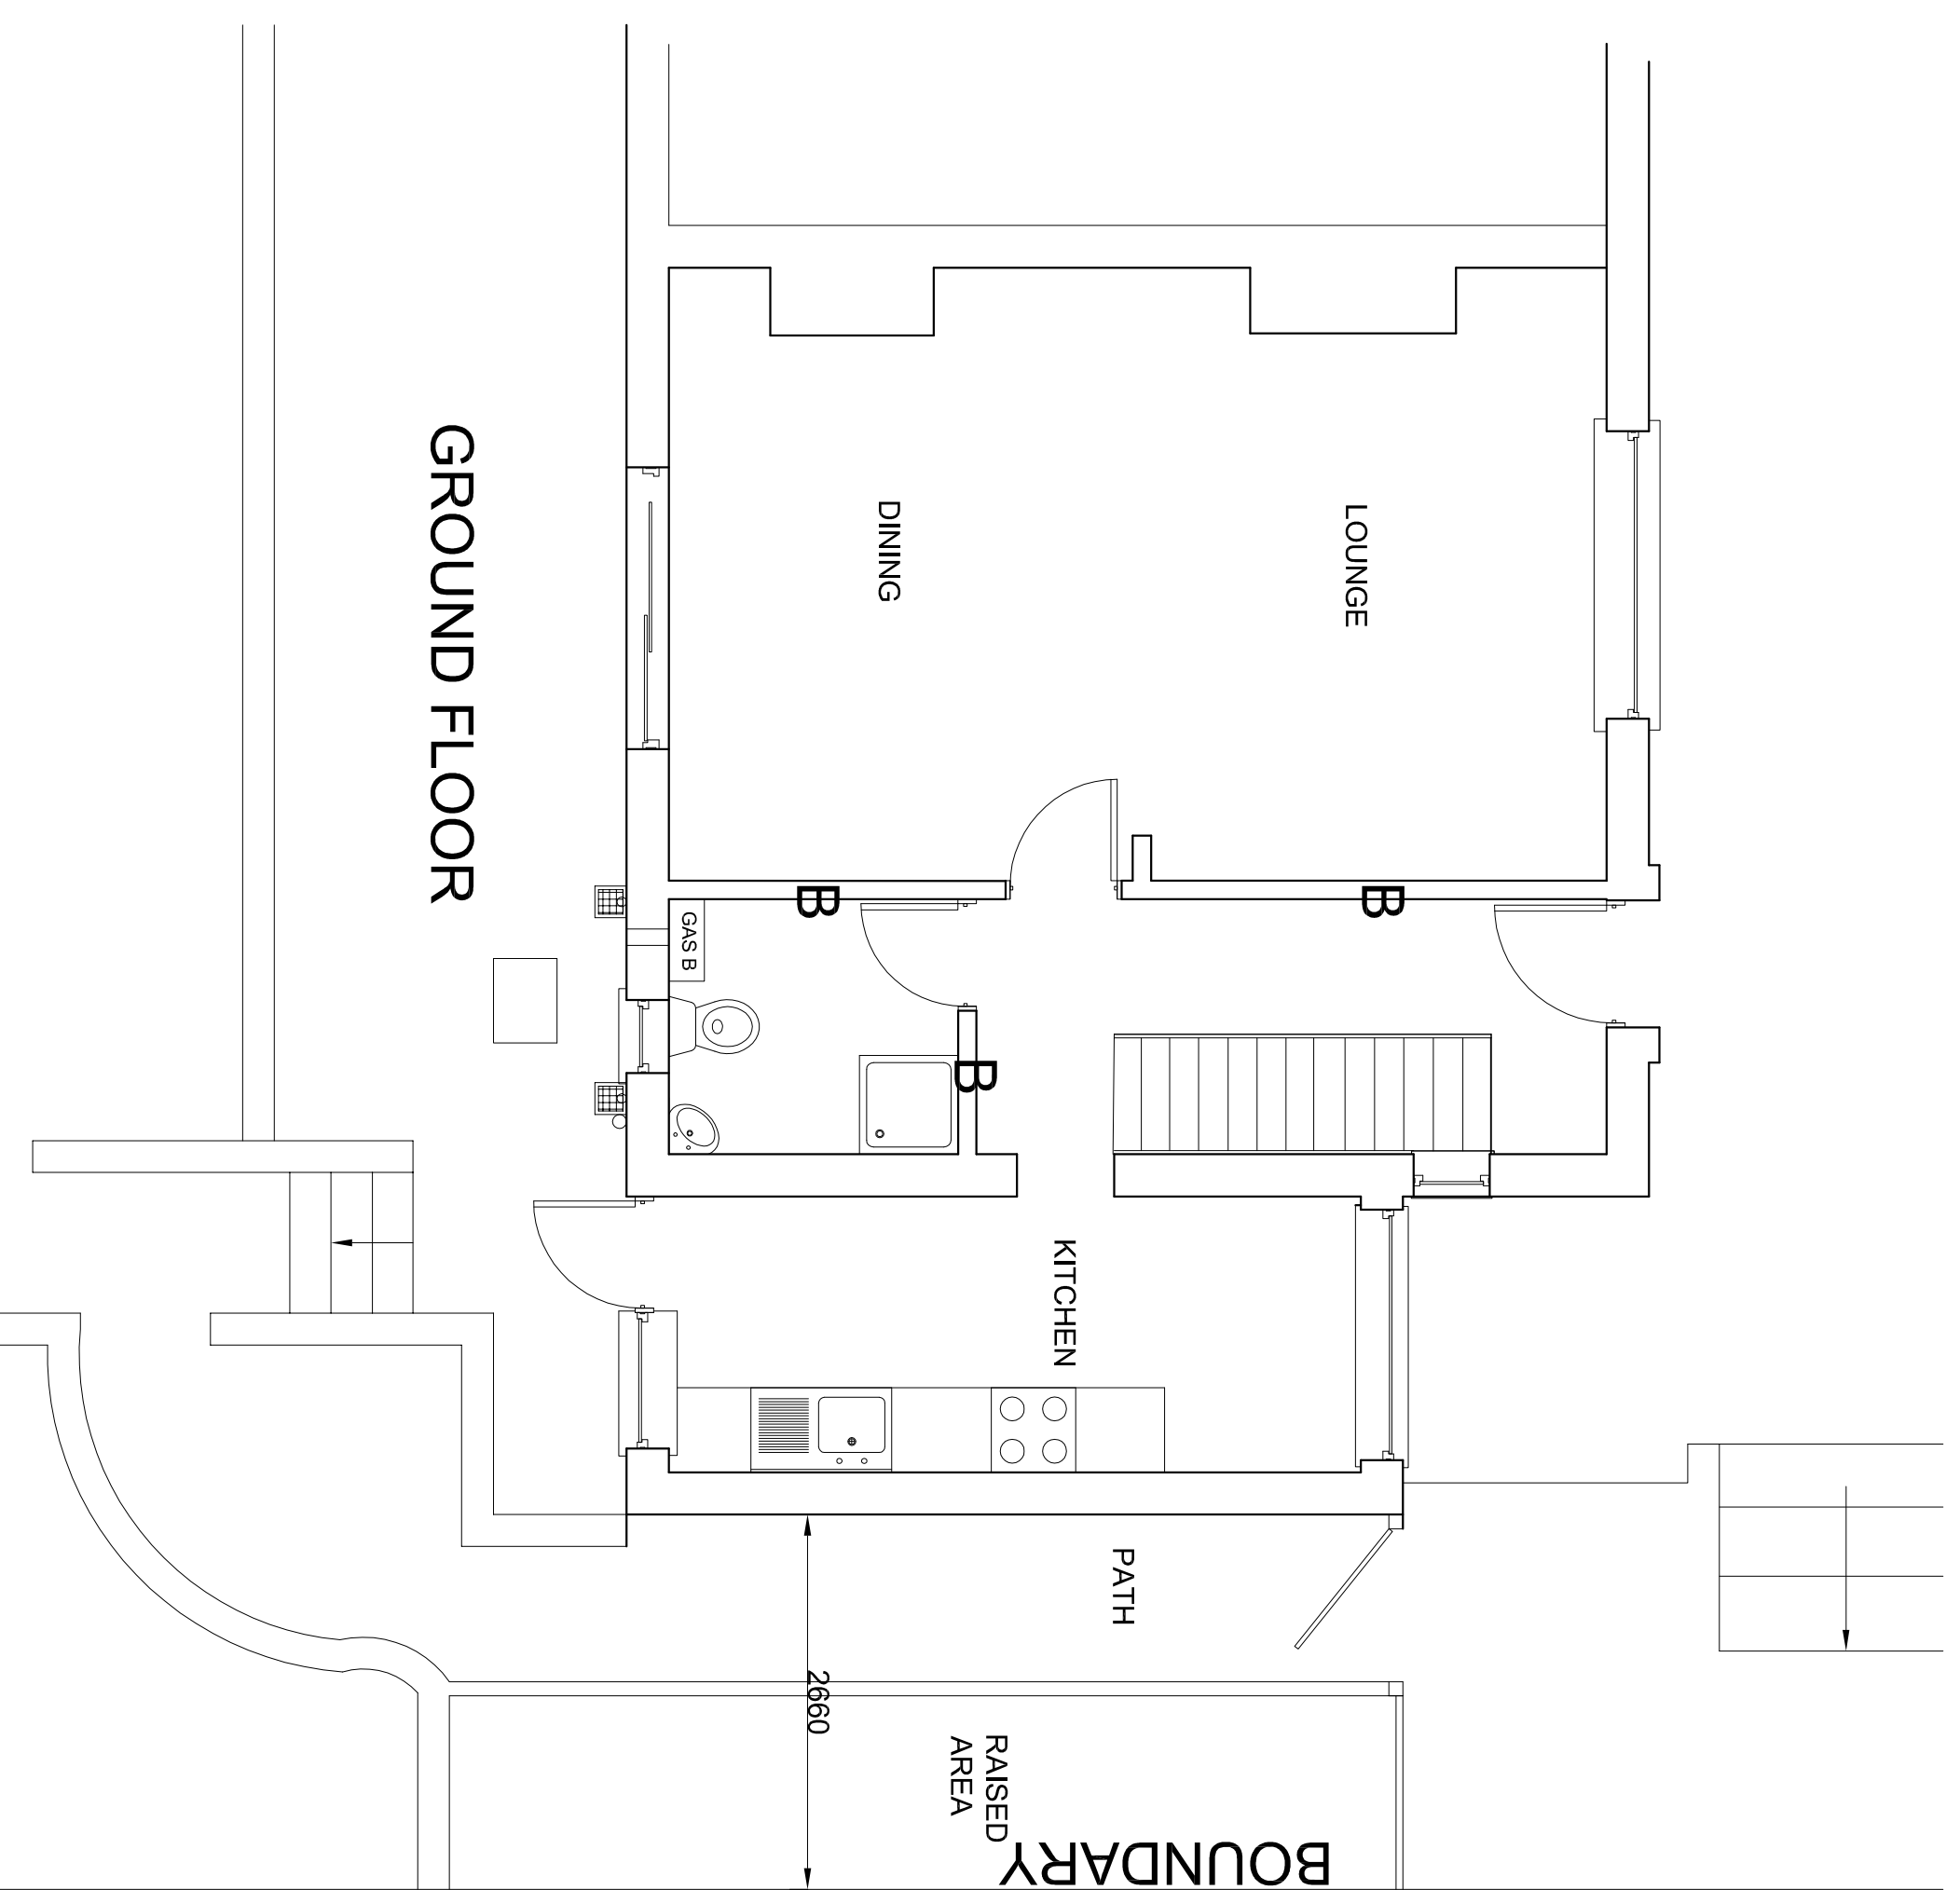 GROUND FLOOR
DINING
LOUNGE
B
B
GAS B
B
KITCHEN
PATH
2660
RAISED
AREA
BOUNDARY